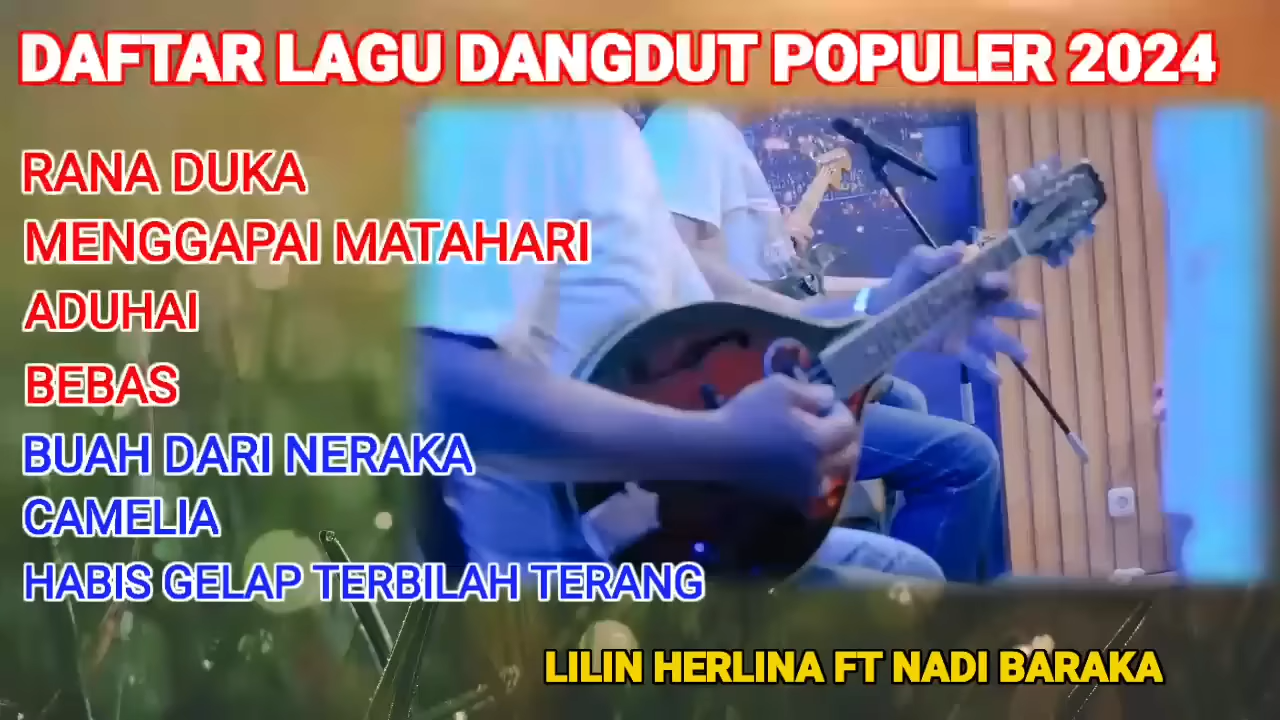 DAFTAR LAGU DANGDUT POPULER 2024
RANA DUKA
MENGGAPAI MATAHARI
ADUHAI
BEBAS
BUAH DARI NERAKA
CAMELIA
HABIS GELAP TERBILAH TERANG
LILIN HERLINA FT NADI BARAKA